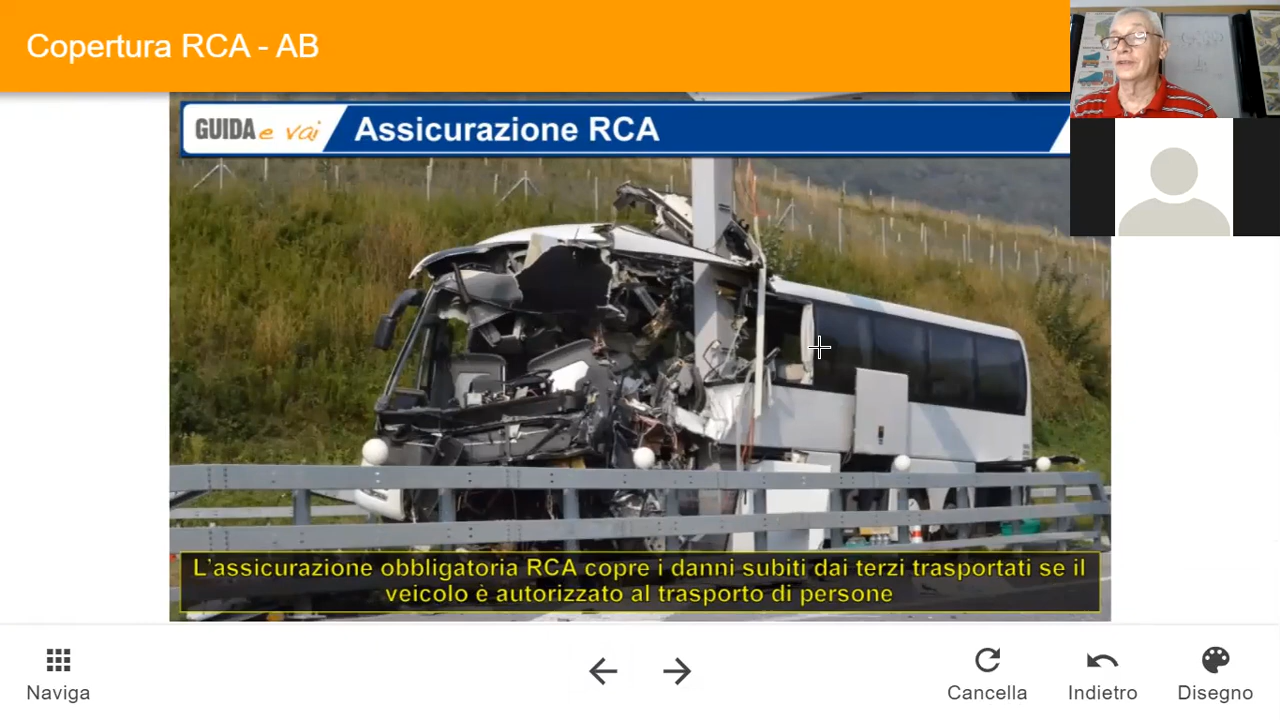 Copertura RCA - AB
GUIDA e vai
Assicurazione RCA
L'assicurazione obbligatoria RCA copre i danni subiti dai terzi trasportati se il
veicolo è autorizzato al trasporto di persone
Naviga
Cancella
Indietro
Disegno